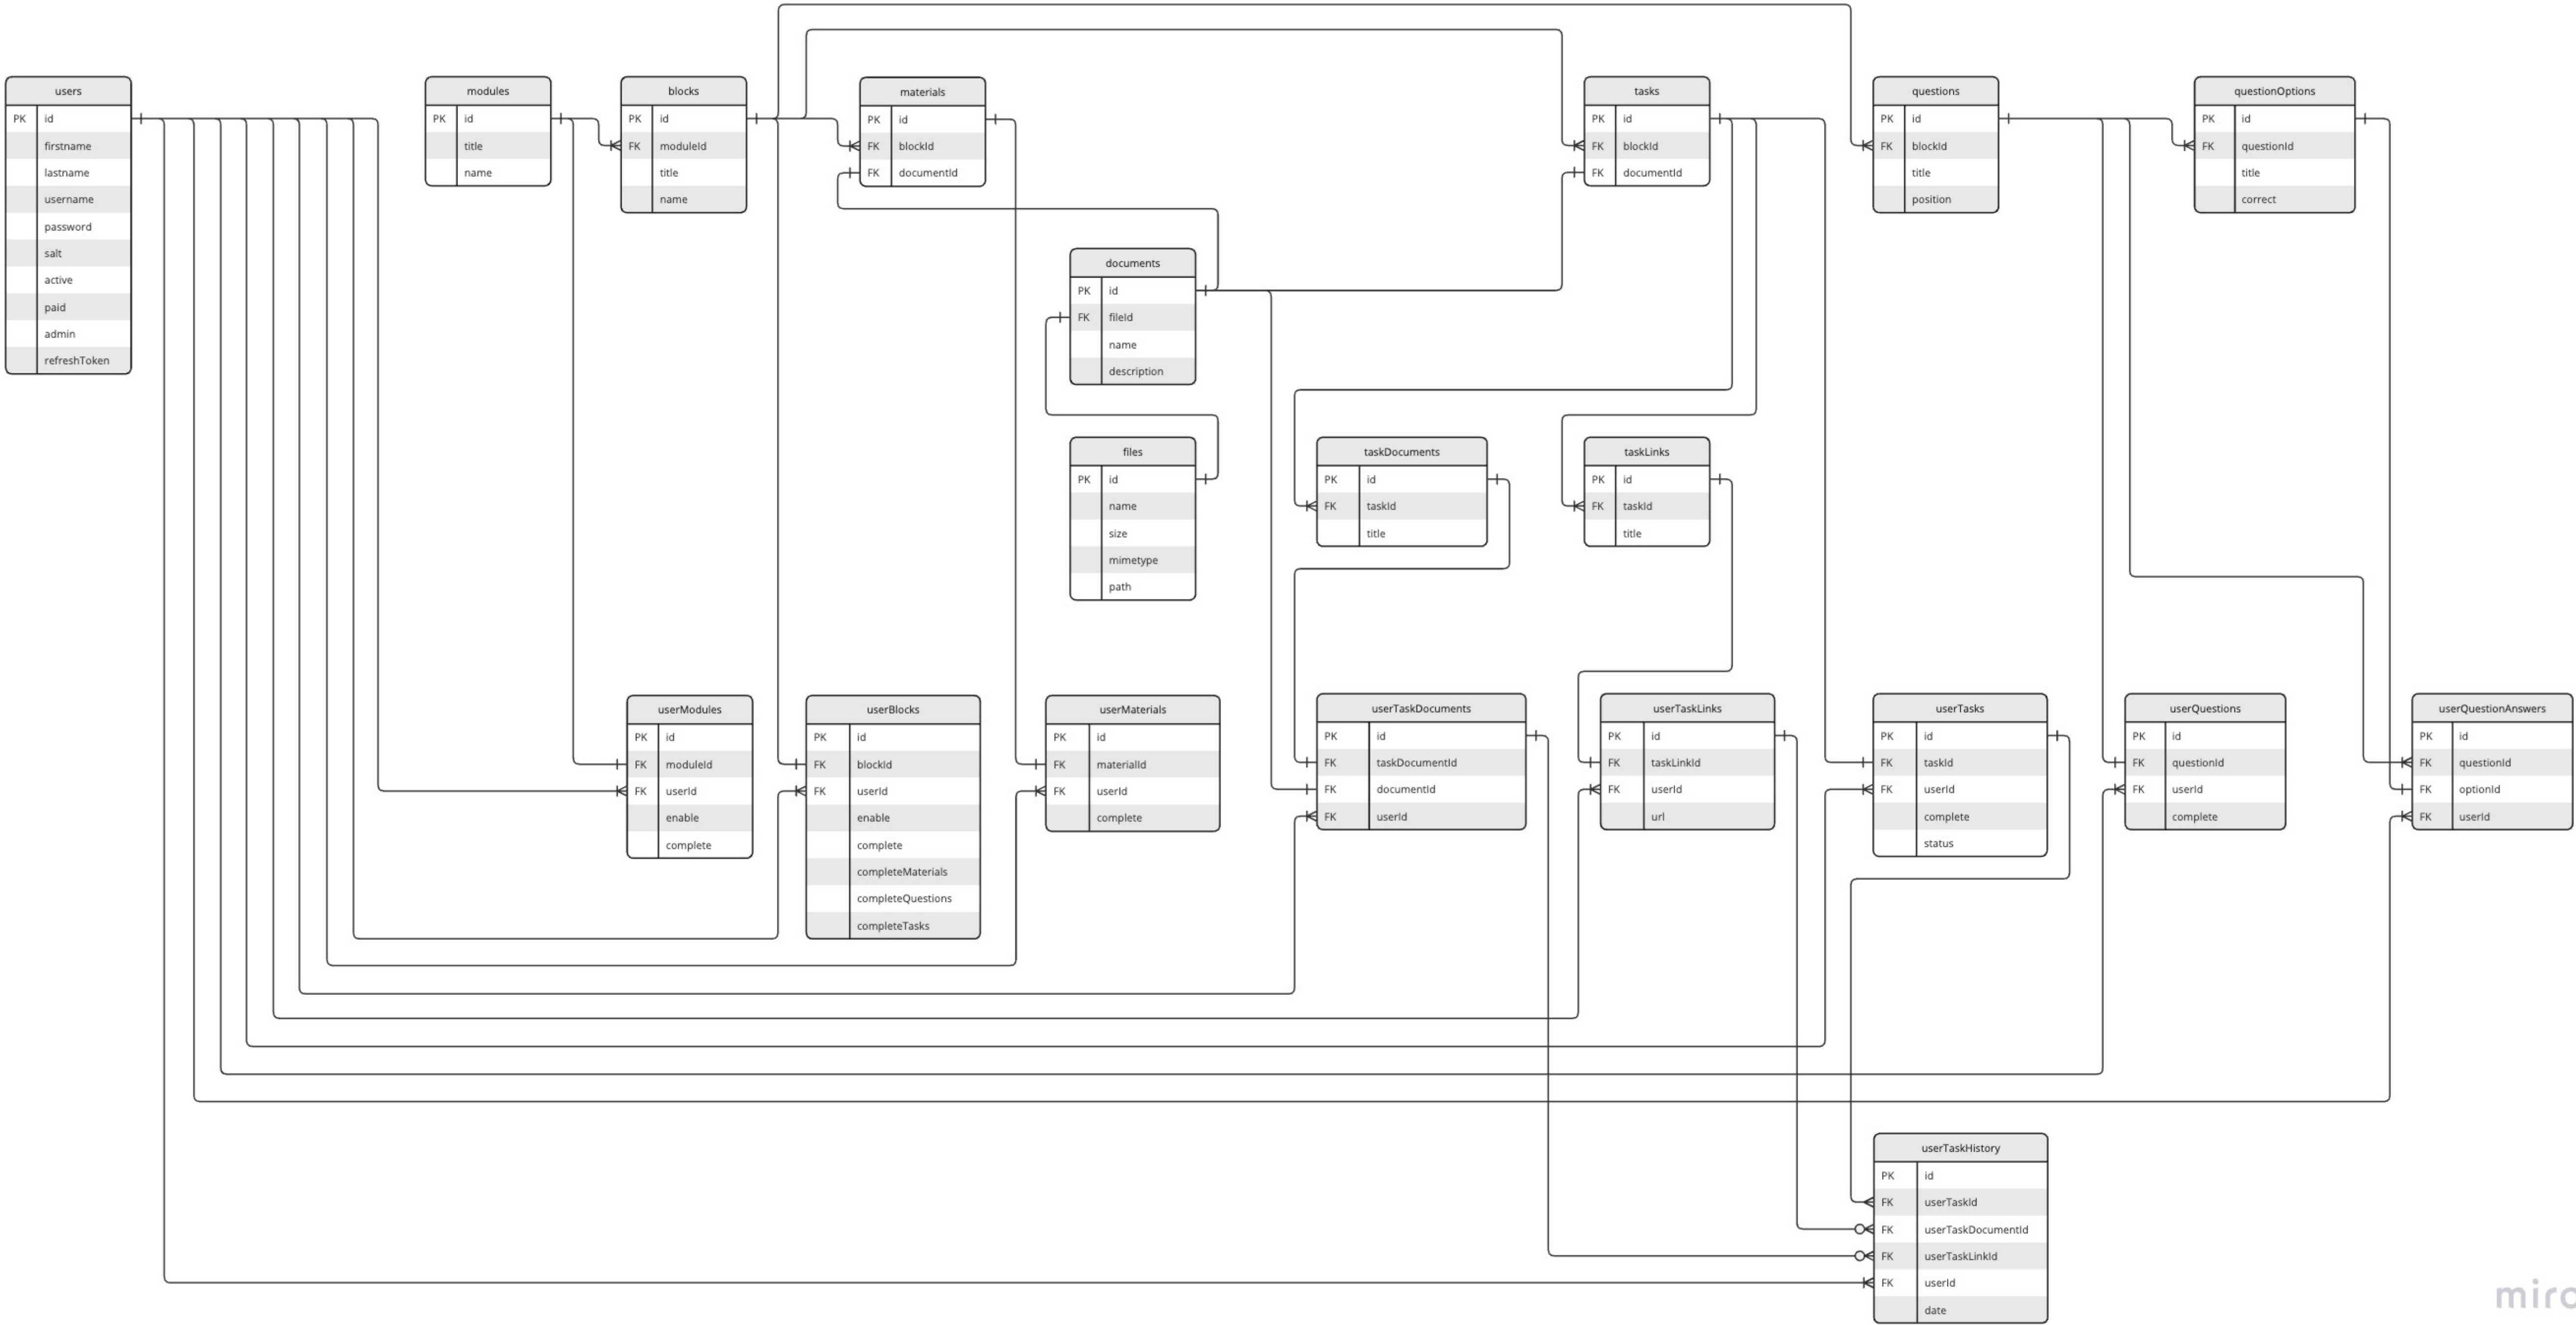 users
PK id
firstname
lastname
username
password
salt
active
paid
admin
refreshToken
modules
PK id
title
name
blocks
PK id
FK moduleId
title
name
materials
PK id
FK blockId
FK documentId
tasks
PK id
FK blockId
FK documentId
questions
PK id
FK blockId
title
position
questionOptions
PK id
FK questionId
title
correct
documents
PK id
FK fileId
name
description
files
PK id
name
size
mimetype
path
taskDocuments
PK id
FK taskId
title
taskLinks
PK id
FK taskId
title
userModules
PK id
FK moduleId
FK userId
enable
complete
userBlocks
PK id
FK blockId
FK userId
enable
complete
completeMaterials
completeQuestions
completeTasks
userMaterials
PK id
FK materialId
FK userId
complete
userTaskDocuments
PK id
FK taskDocumentId
FK documentId
FK userId
userTaskLinks
PK id
FK taskLinkId
FK userId
url
userTasks
PK id
FK taskId
FK userId
complete
status
userQuestions
PK id
FK questionId
FK userId
complete
userQuestionAnswers
PK id
FK questionId
FK optionId
FK userId
userTaskHistory
PK id
FK userTaskId
FK userTaskDocumentId
FK userTaskLinkId
FK userId
date
miro